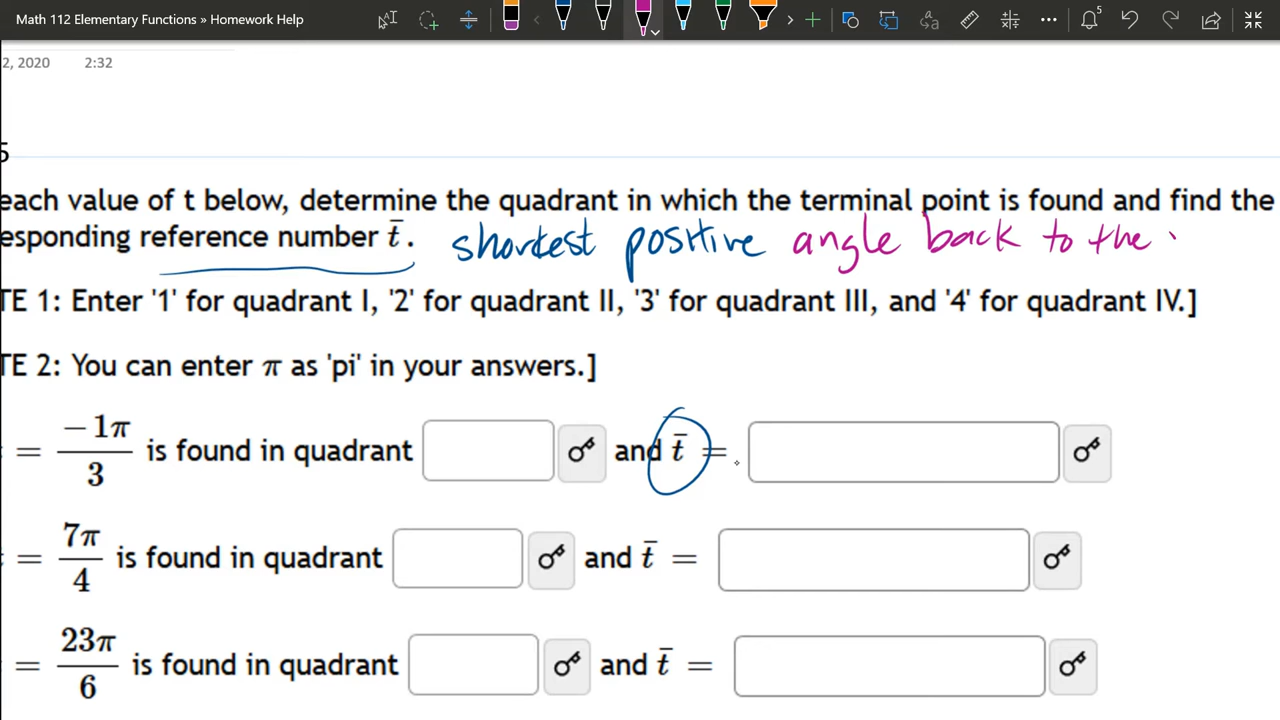 Math 112 Elementary Functions » Homework Help
5
2, 2020 2:32
5
each value of t below, determine the quadrant in which the terminal point is found and find the
esponding reference number t̄. shortest positive angle back to the
TE 1: Enter '1' for quadrant I, '2' for quadrant II, '3' for quadrant III, and '4' for quadrant IV.]
TE 2: You can enter π as 'pi' in your answers.]
= −1π/3 is found in quadrant and t̄ =
= 7π/4 is found in quadrant and t̄ =
= 23π/6 is found in quadrant and t̄ =